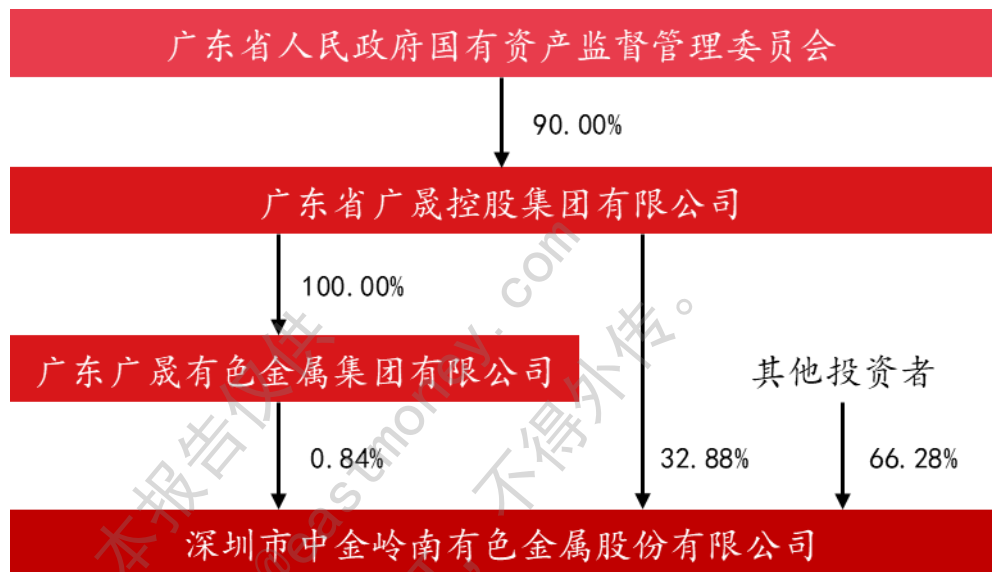 广东省人民政府国有资产监督管理委员会
90.00%
广东省广晟控股集团有限公司
100.00%
广东广晟有色金属集团有限公司
其他投资者
0.84%
32.88%
66.28%
深圳市中金岭南有色金属股份有限公司
本报告仅供
@eastmoney.com
不得外传。